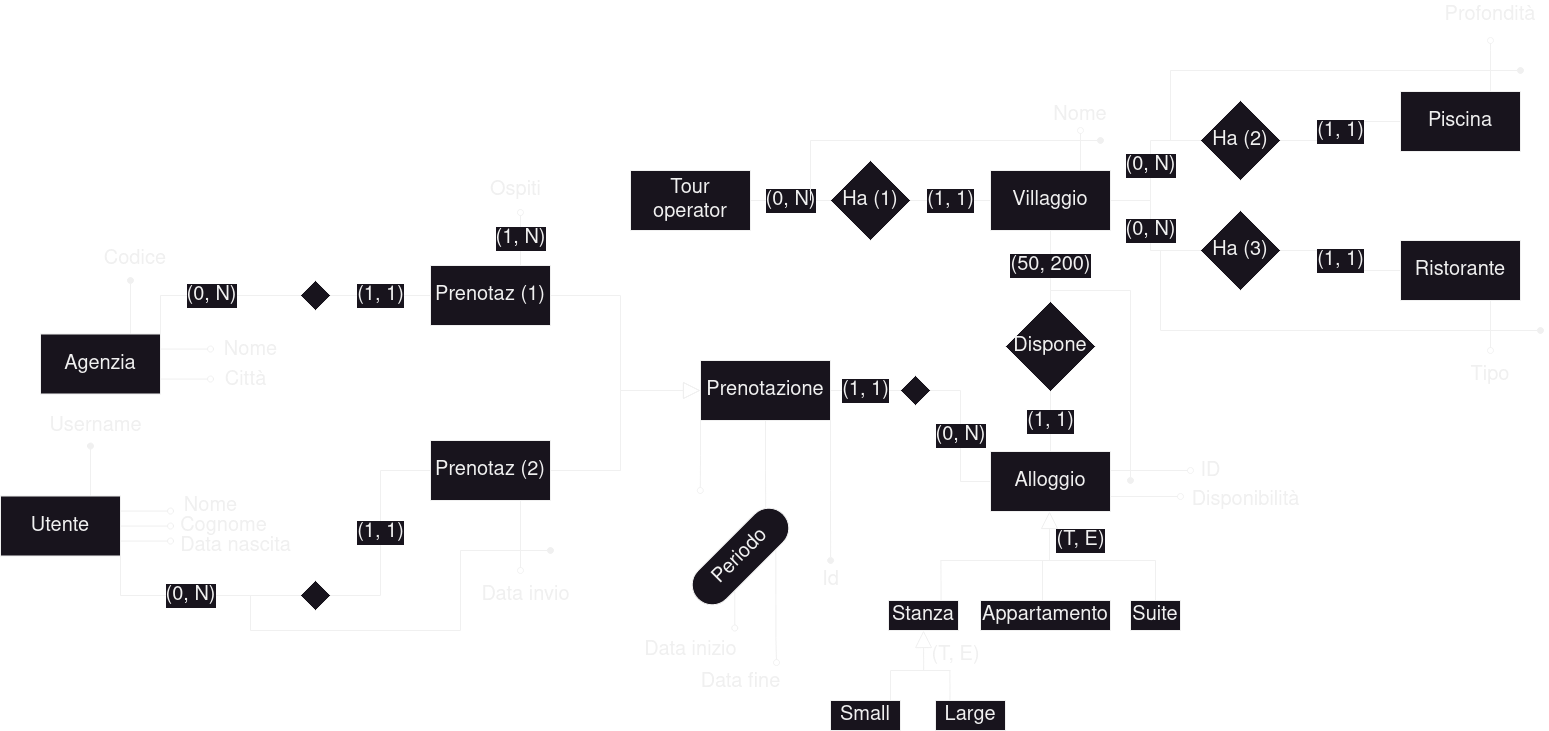 Profondità
Nome
Ha (2)
(1, 1)
Piscina
(0, N)
Tour
operator
(0, N)
Ha (1)
(1, 1)
Villaggio
(0, N)
Ha (3)
(1, 1)
Ristorante
Tipo
Ospiti
(1, N)
(50, 200)
Codice
(0, N)
(1, 1)
Prenotaz (1)
Dispone
Agenzia
Nome
Città
Prenotazione
(1, 1)
(0, N)
(1, 1)
Username
Prenotaz (2)
Alloggio
ID
Disponibilità
Utente
Nome
Cognome
Data nascita
(1, 1)
(T, E)
Periodo
Id
(0, N)
Data invio
Stanza
Appartamento
Suite
Data inizio
Data fine
(T, E)
Small
Large